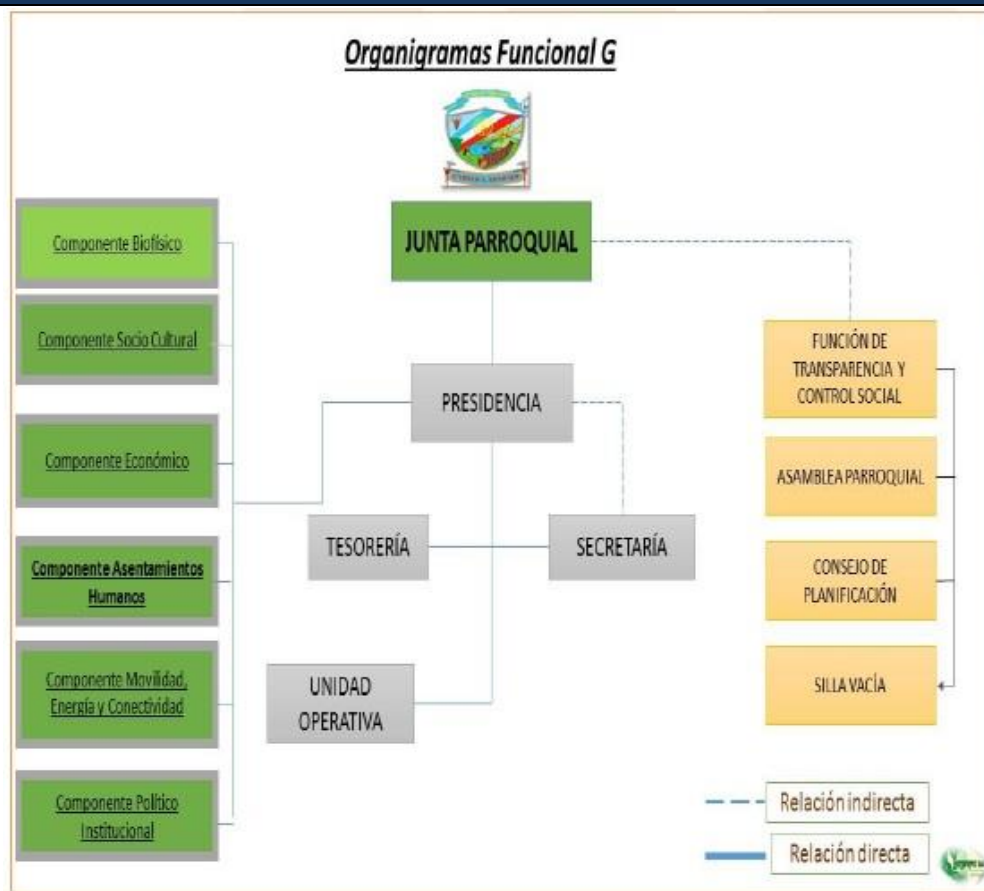 Organigramas Funcional G
JUNTA PARROQUIAL
Componente Biofísico
Componente Socio Cultural
Componente Económico
Componente Asentamientos
Humanos
Componente Movilidad,
Energía y Conectividad
Componente Político
Institucional
PRESIDENCIA
TESORERÍA
SECRETARÍA
UNIDAD
OPERATIVA
FUNCIÓN DE
TRANSPARENCIA Y
CONTROL SOCIAL
ASAMBLEA PARROQUIAL
CONSEJO DE
PLANIFICACIÓN
SILLA VACÍA
Relación indirecta
Relación directa